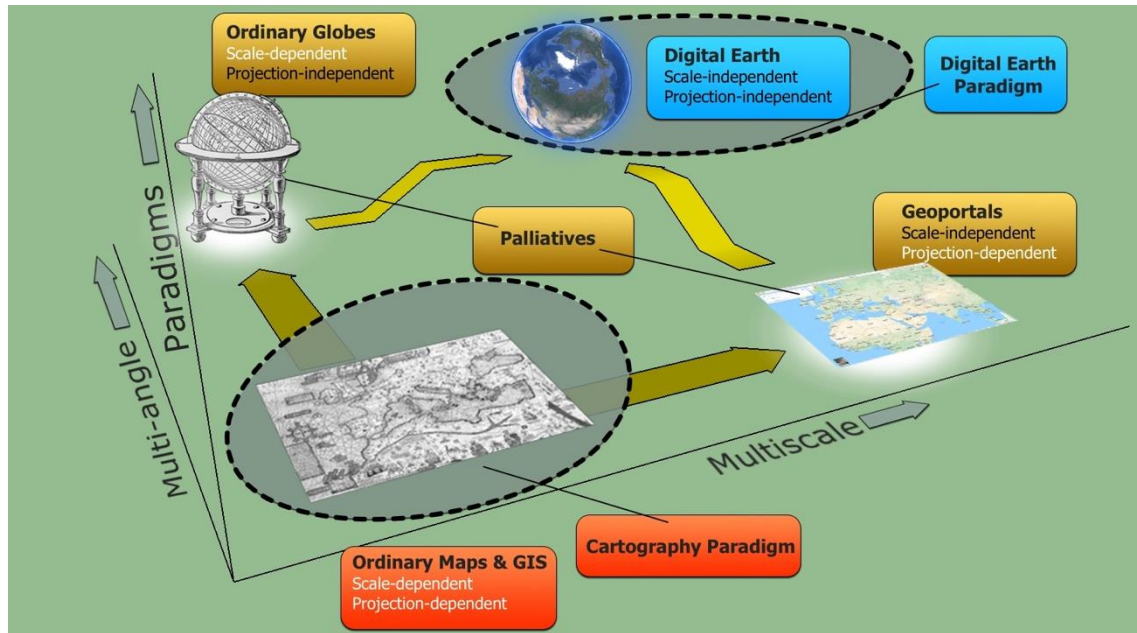 Ordinary Globes
Scale-dependent
Projection-independent
Digital Earth
Scale-independent
Projection-independent
Digital Earth
Paradigm
Paradigms
Multi-angle
Palliatives
Geoportals
Scale-independent
Projection-dependent
Multiscale
Cartography Paradigm
Ordinary Maps & GIS
Scale-dependent
Projection-dependent